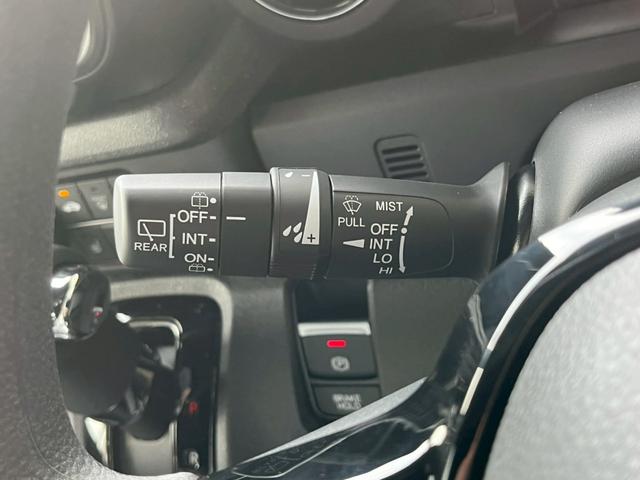 OFF
INT
REAR
ON
- +
PULL
MIST
OFF
INT
LO
HI
BRAKE
HOLD
P
R